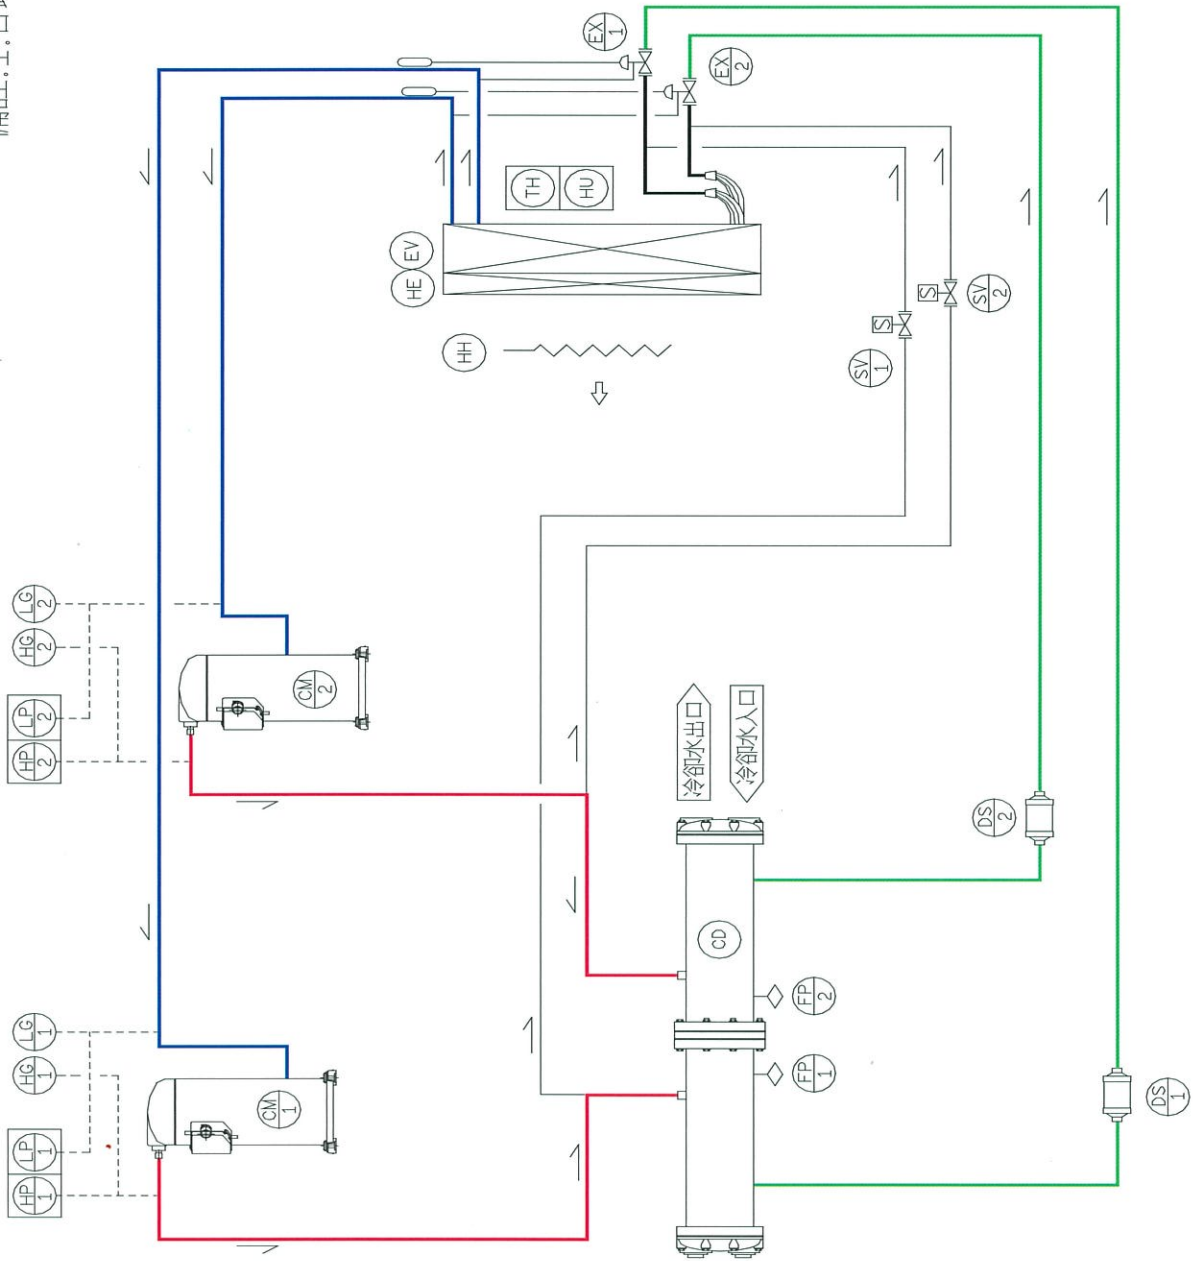 EX 1
EX 2
TH
HU
EV
HE
HH
SV 1
SV 2
LG 2
HG 2
LP 2
HP 2
CM 2
冷卻水出口
冷卻水入口
DS 2
CD
FP 2
FP 1
LG 1
HG 1
LP 1
HP 1
CM 1
DS 1
S
S